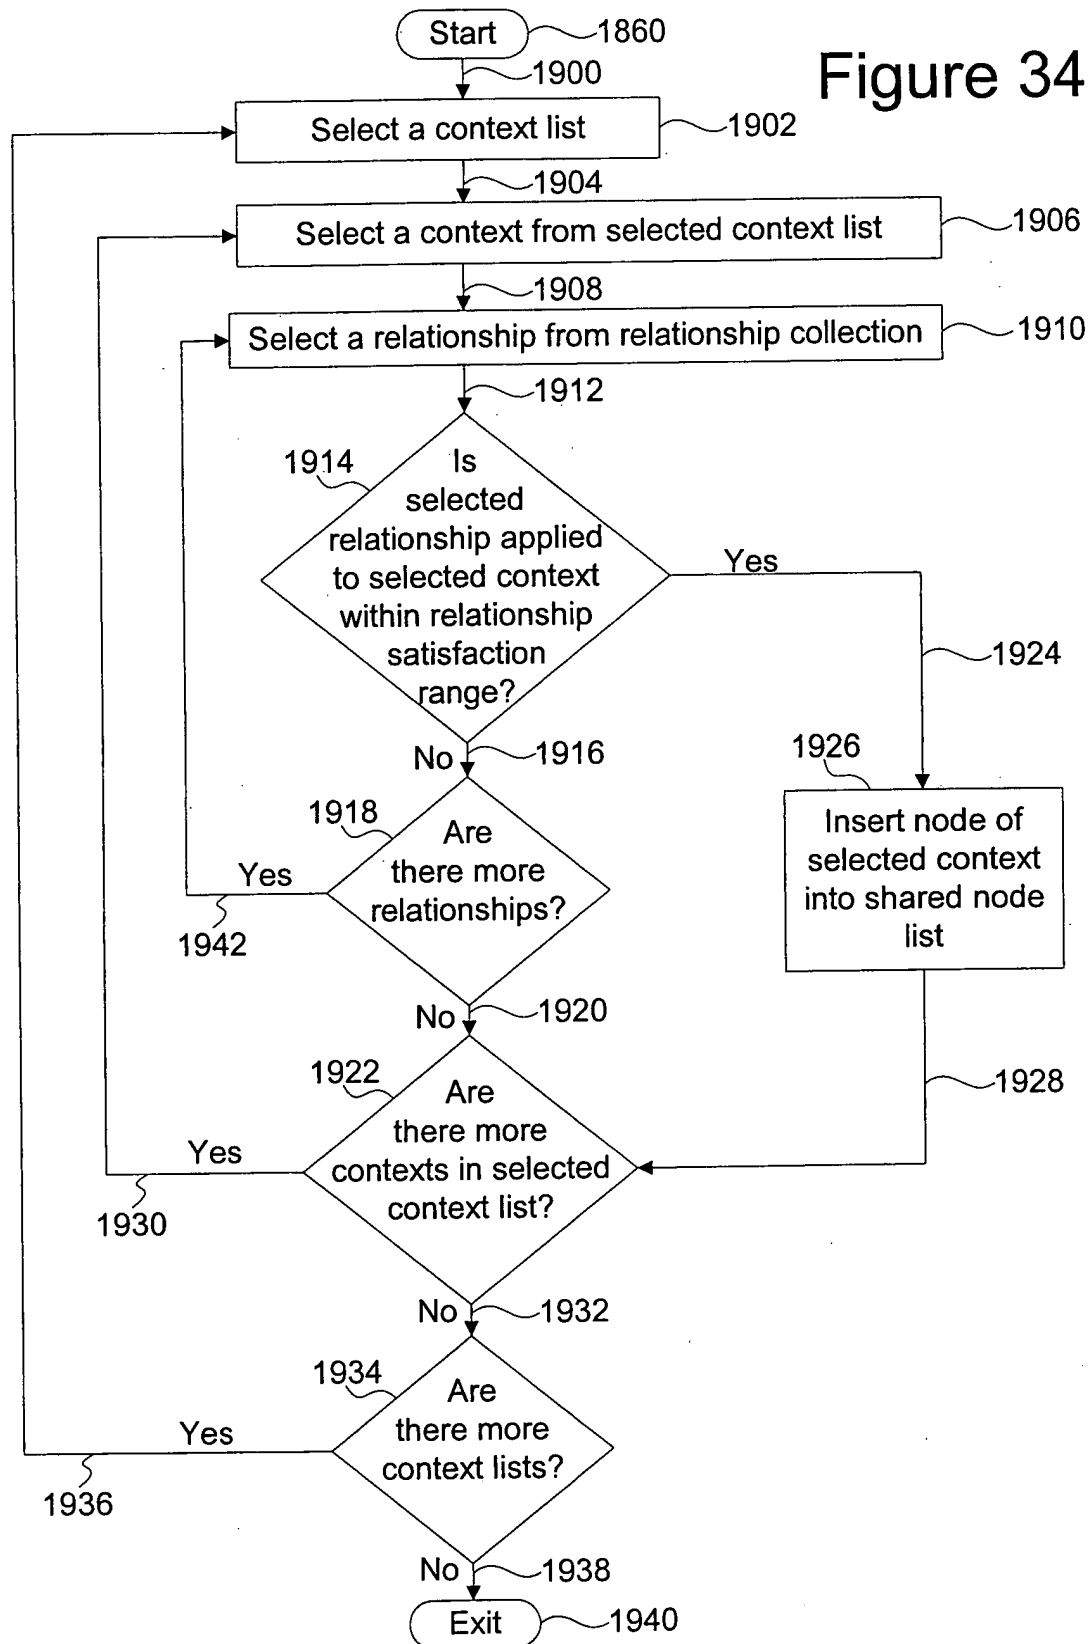 Start
1860
Figure 34
1900
Select a context list
1902
1904
Select a context from selected context list
1906
1908
Select a relationship from relationship collection
1910
1912
1914
Is
selected
relationship applied
to selected context
within relationship
satisfaction
range?
Yes
1924
No
1916
1926
Insert node of
selected context
into shared node
list
1918
Are
there more
relationships?
Yes
1942
No
1920
1922
Are
there more
contexts in selected
context list?
1928
Yes
1930
No
1932
1934
Are
there more
context lists?
Yes
1936
No
1938
Exit
1940